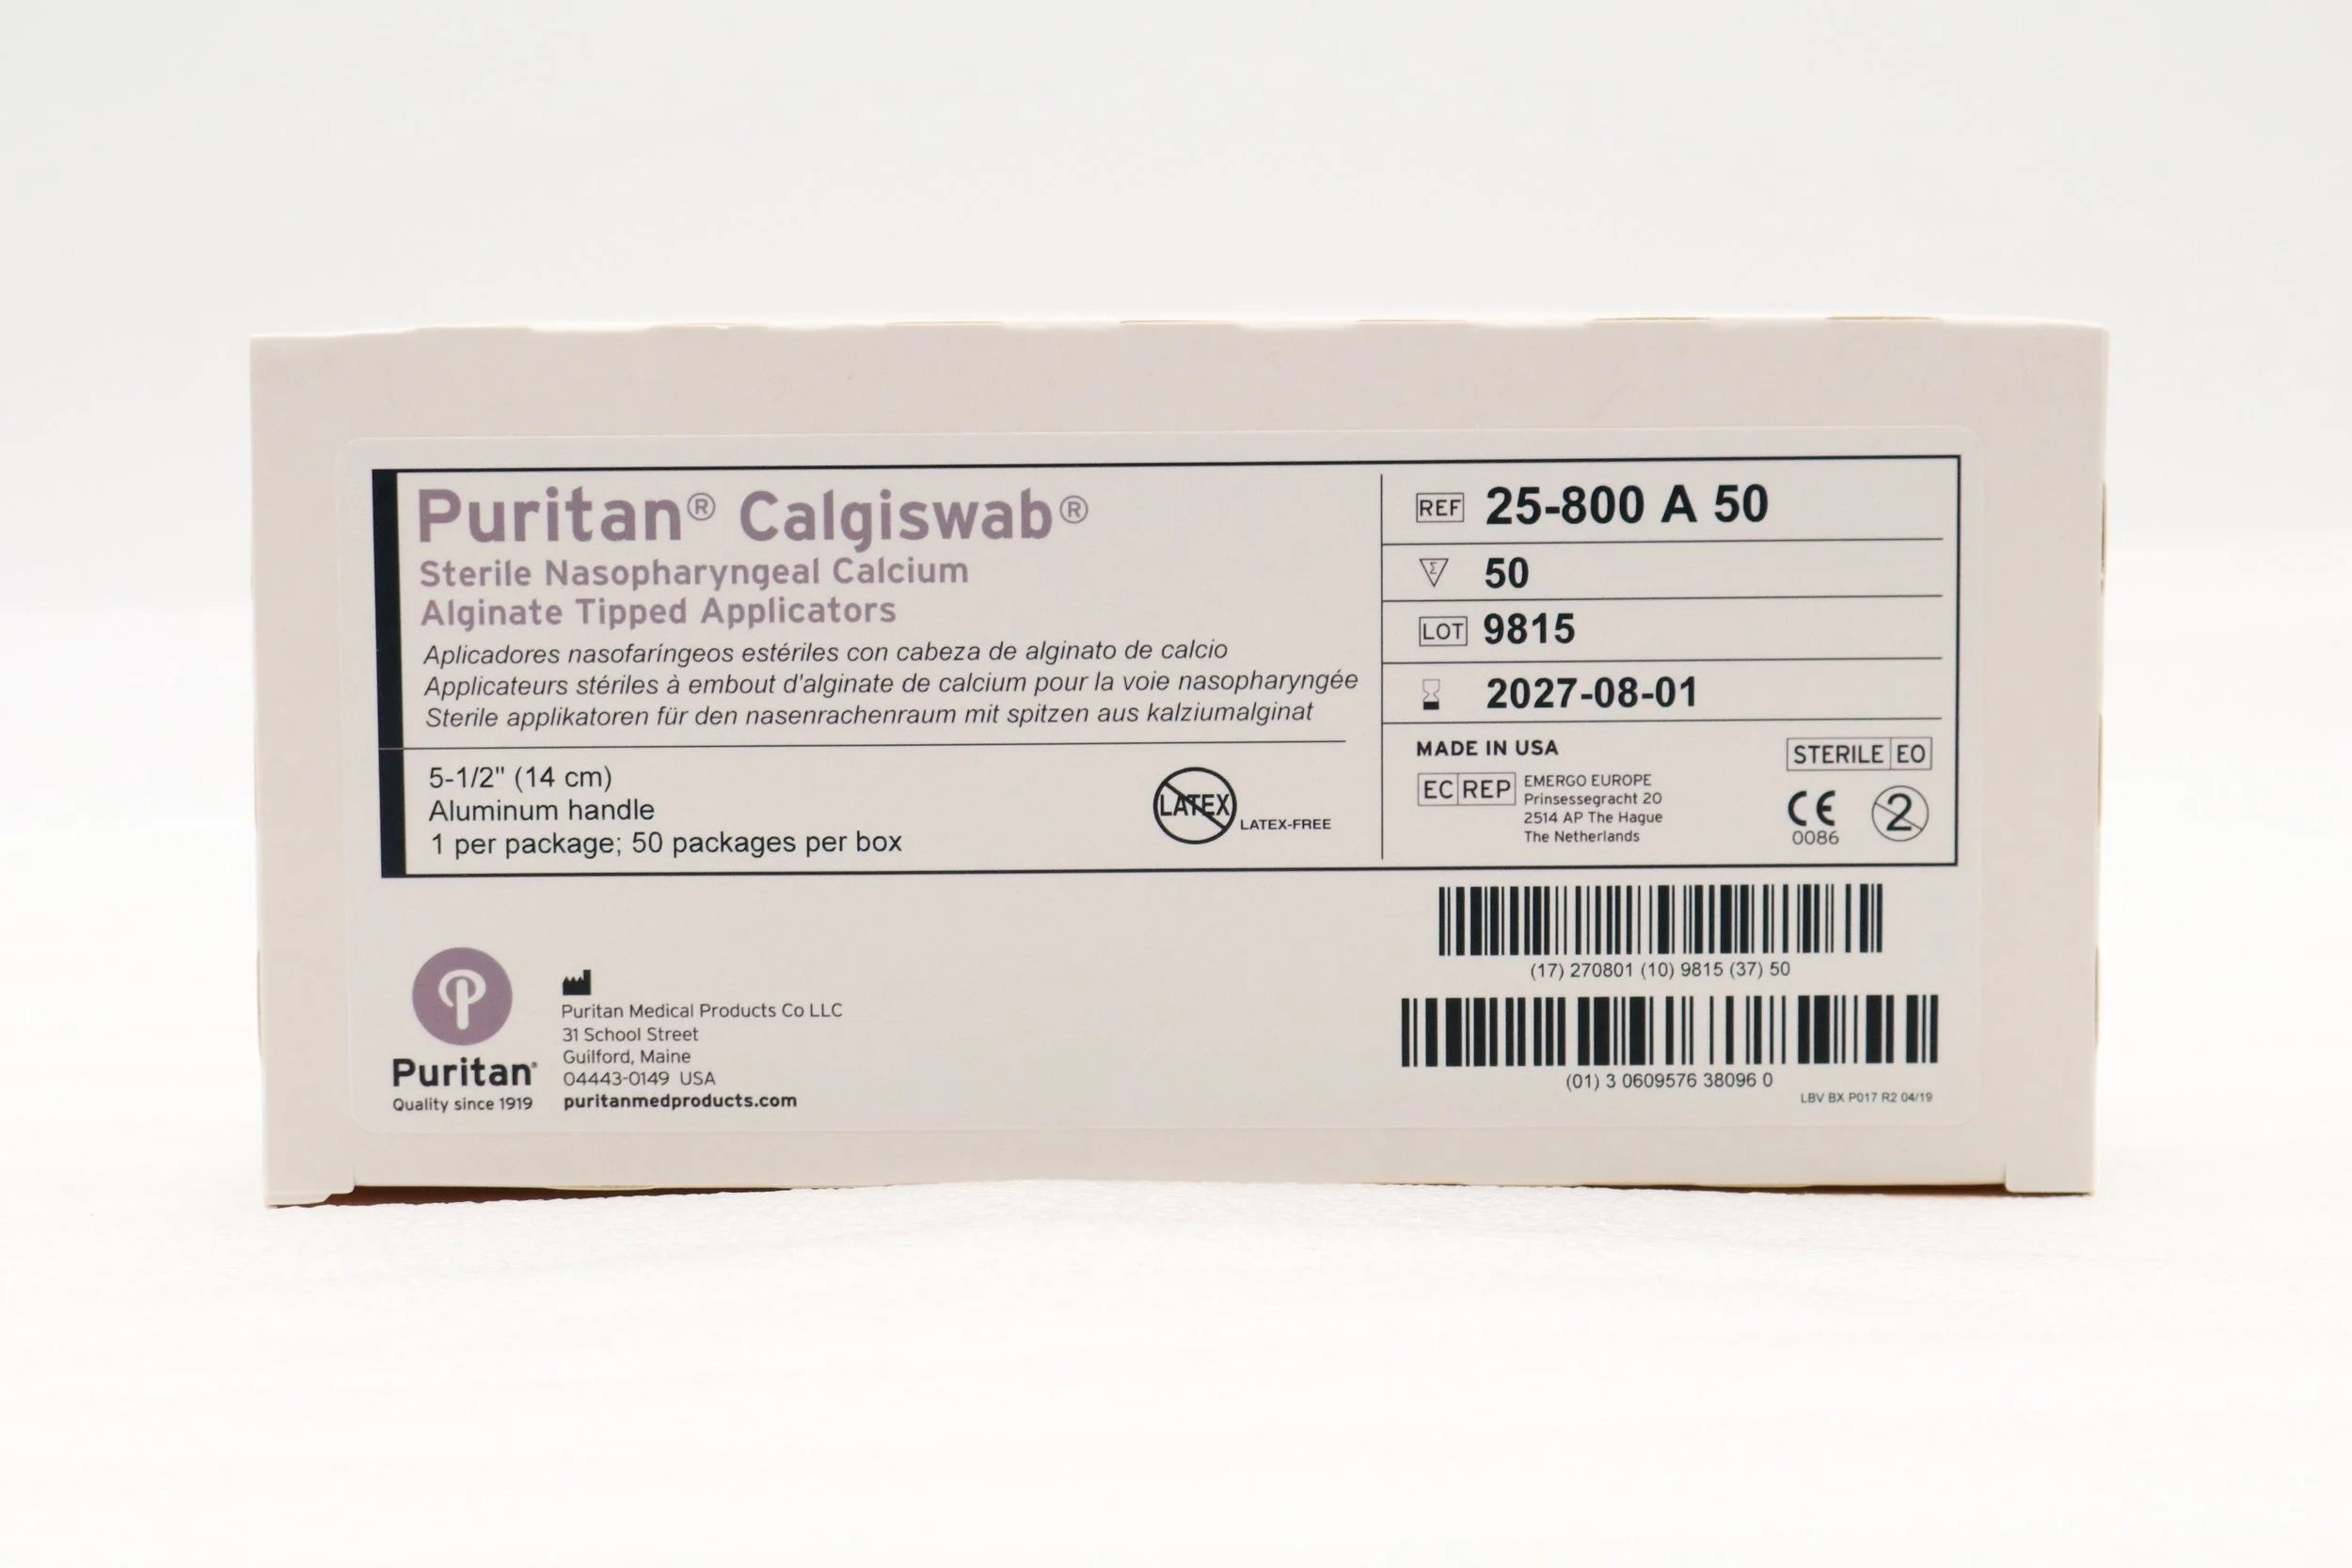 Puritan® Calgiswab®
Sterile Nasopharyngeal Calcium
Alginate Tipped Applicators
Aplicadores nasofaríngeos estériles con cabeza de alginato de calcio
Applicateurs stériles à embout d'alginate de calcium pour la voie nasopharyngée
Sterile applikatoren für den nasenrachenraum mit spitzen aus kalziumalginat
5-1/2" (14 cm)
Aluminum handle
1 per package; 50 packages per box
LATEX
LATEX-FREE
REF 25-800 A 50
Σ 50
LOT 9815
2027-08-01
MADE IN USA
STERILE EO
EC REP
EMERGO EUROPE
Prinsessegracht 20
2514 AP The Hague
The Netherlands
CE
0086
2
(17) 270801 (10) 9815 (37) 50
(01) 3 0609576 38096 0
LBV BX P017 R2 04/19
Puritan®
Quality since 1919
Puritan Medical Products Co LLC
31 School Street
Guilford, Maine
04443-0149 USA
puritanmedproducts.com